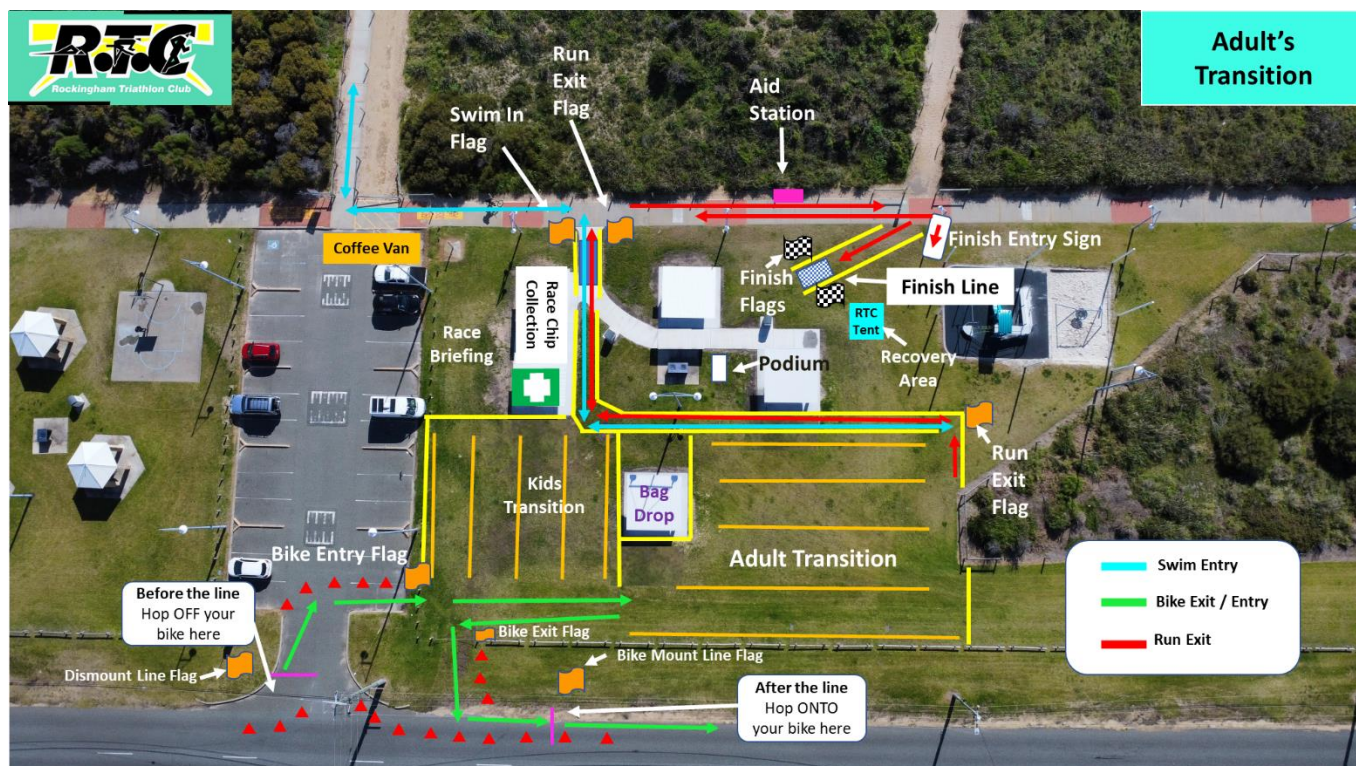 R.T.C
Rockingham Triathlon Club
Adult's
Transition
Run
Exit
Flag
Swim In
Flag
Aid
Station
Coffee Van
Finish Entry Sign
Finish
Flags
Finish Line
Race Chip
Collection
Race
Briefing
RTC
Tent
Recovery
Area
Podium
Run
Exit
Flag
Kids
Transition
Bag
Drop
Adult Transition
Bike Entry Flag
Before the line
Hop OFF your
bike here
Dismount Line Flag
Bike Exit Flag
Bike Mount Line Flag
After the line
Hop ONTO
your bike here
Swim Entry
Bike Exit / Entry
Run Exit